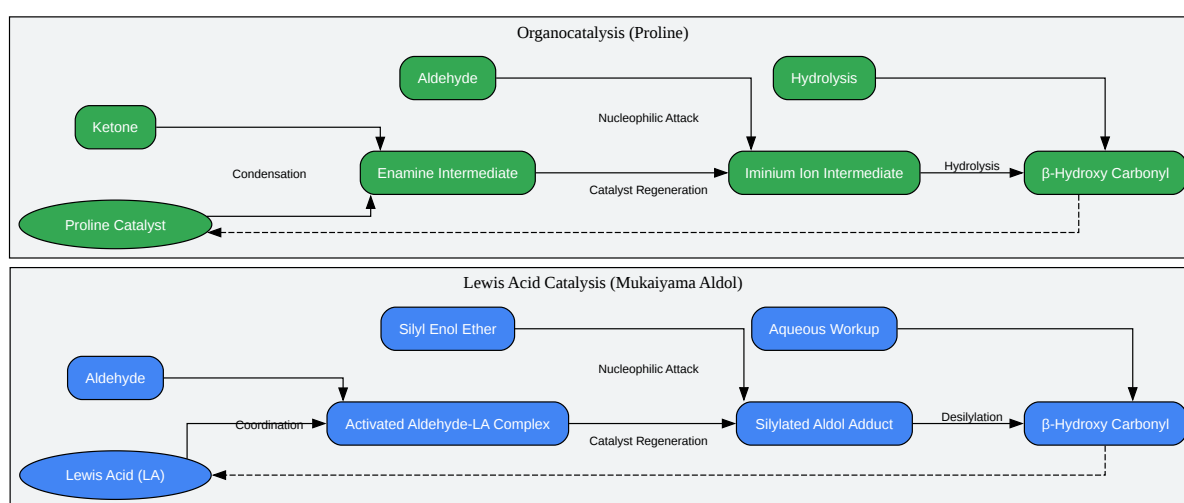 Organocatalysis (Proline)
Aldehyde
Hydrolysis
Ketone
Nucleophilic Attack
Condensation
Enamine Intermediate
Catalyst Regeneration
Iminium Ion Intermediate
Hydrolysis
β-Hydroxy Carbonyl
Proline Catalyst
Lewis Acid Catalysis (Mukaiyama Aldol)
Silyl Enol Ether
Aqueous Workup
Aldehyde
Nucleophilic Attack
Coordination
Activated Aldehyde-LA Complex
Catalyst Regeneration
Silylated Aldol Adduct
Desilylation
β-Hydroxy Carbonyl
Lewis Acid (LA)